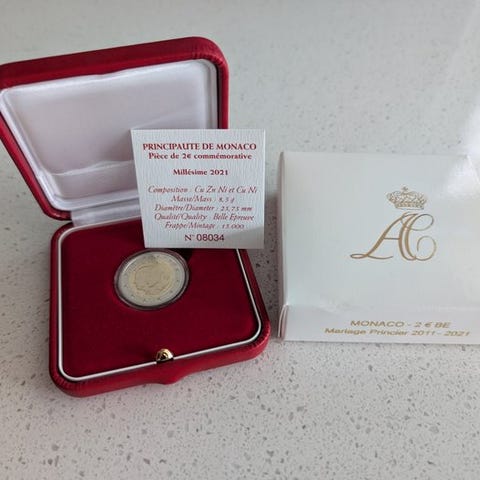 PRINCIPAUTE DE MONACO
Pièce de 2€ commémorative
Millésime 2021
Composition : Cu Zn Ni et Cu Ni
Masse/Mass : 8,5 g
Diamètre/Diameter : 25,75 mm
Qualité/Quality : Belle Epreuve
Frappe/Mintage : 15.000
N° 08034
AC
MONACO - 2 € BE
Mariage Princier 2011 - 2021